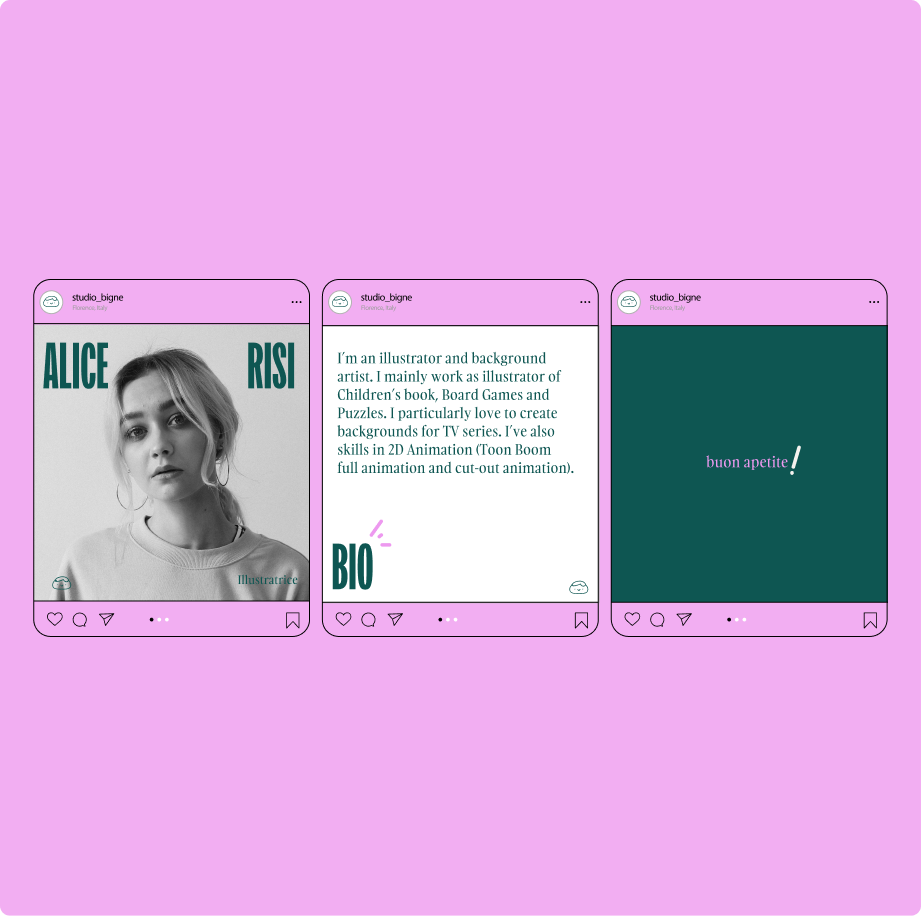 studio_bigne
Florence, Italy
ALICE
RISI
Illustratrice
studio_bigne
Florence, Italy
I'm an illustrator and background
artist. I mainly work as illustrator of
Children's book, Board Games and
Puzzles. I particularly love to create
backgrounds for TV series. I've also
skills in 2D Animation (Toon Boom
full animation and cut-out animation).
BIO
studio_bigne
Florence, Italy
buon apetite!